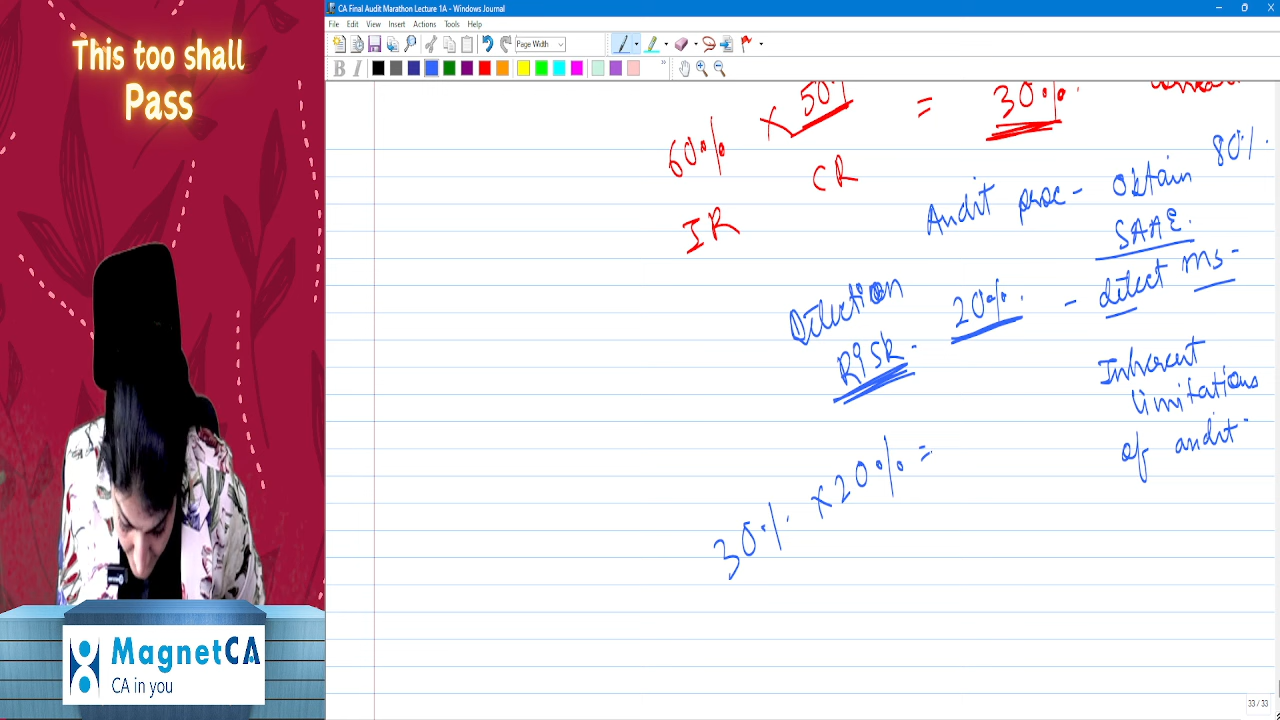 This too shall
Pass
MagnetCA
CA in you
CA Final Audit Marathon Lecture 1A - Windows Journal
File Edit View Insert Actions Tools Help
Page Width
B I
60% × 50% = 30%.
IR CR
Audit proc - Obtain 80%.
SAAE.
Detection 20%. - detect ms -
RISK.
Inherent
limitations
of audit.
30%. × 20% =
33 / 33